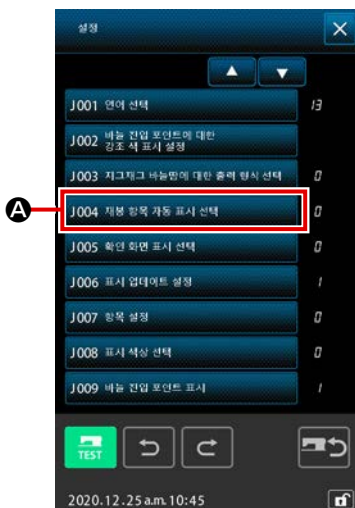 설정
J001 언어 선택 13
J002 바늘 진입 포인트에 대한
강조 색 표시 설정
J003 지그재그 바늘땀에 대한 출력 형식 선택 0
A J004 재봉 항목 자동 표시 선택 0
J005 확인 화면 표시 선택 0
J006 표시 업데이트 설정 1
J007 항목 설정 0
J008 표시 색상 선택 0
J009 바늘 진입 포인트 표시 1
TEST
2020.12.25 a.m. 10:45